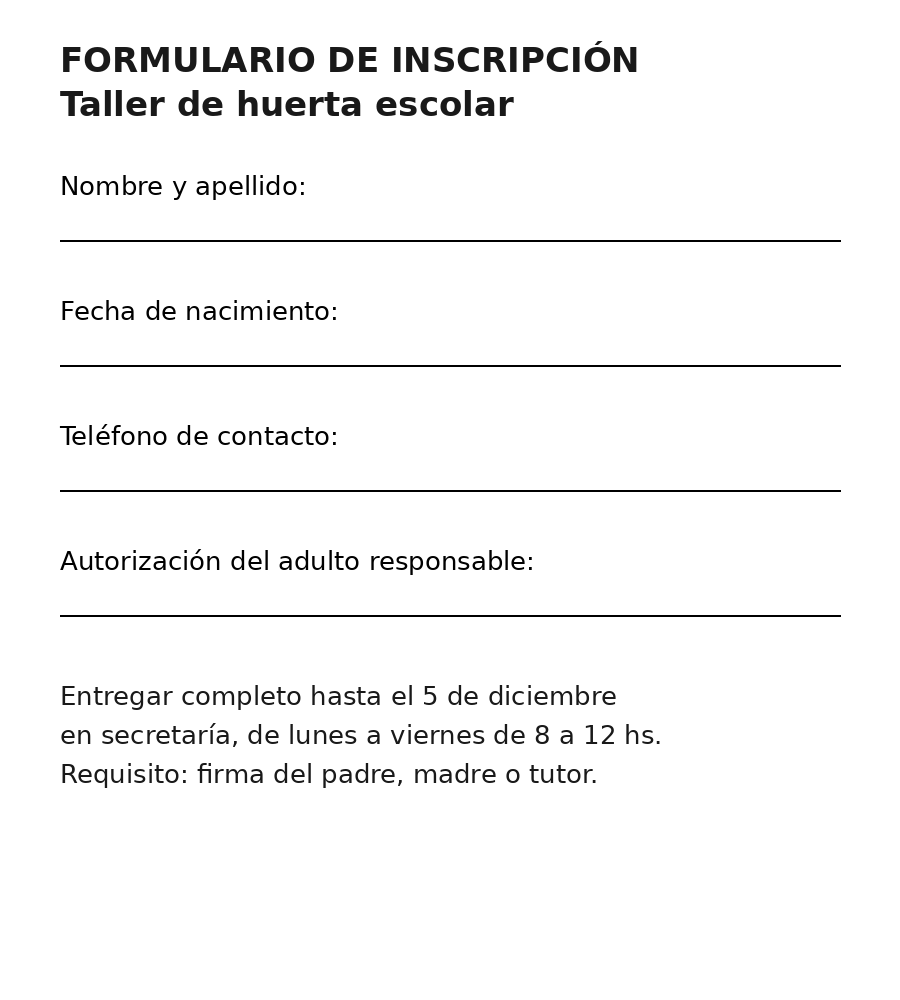 FORMULARIO DE INSCRIPCIÓN
Taller de huerta escolar
Nombre y apellido:
Fecha de nacimiento:
Teléfono de contacto:
Autorización del adulto responsable:
Entregar completo hasta el 5 de diciembre
en secretaría, de lunes a viernes de 8 a 12 hs.
Requisito: firma del padre, madre o tutor.